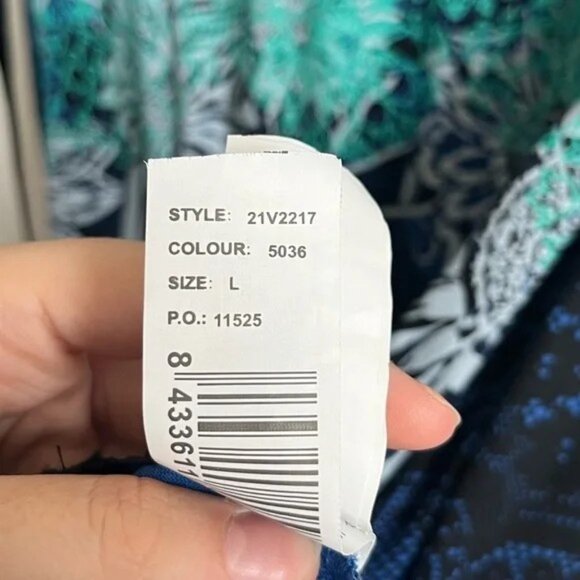 STYLE: 21V2217
COLOUR: 5036
SIZE: L
P.O.: 11525
8 43361